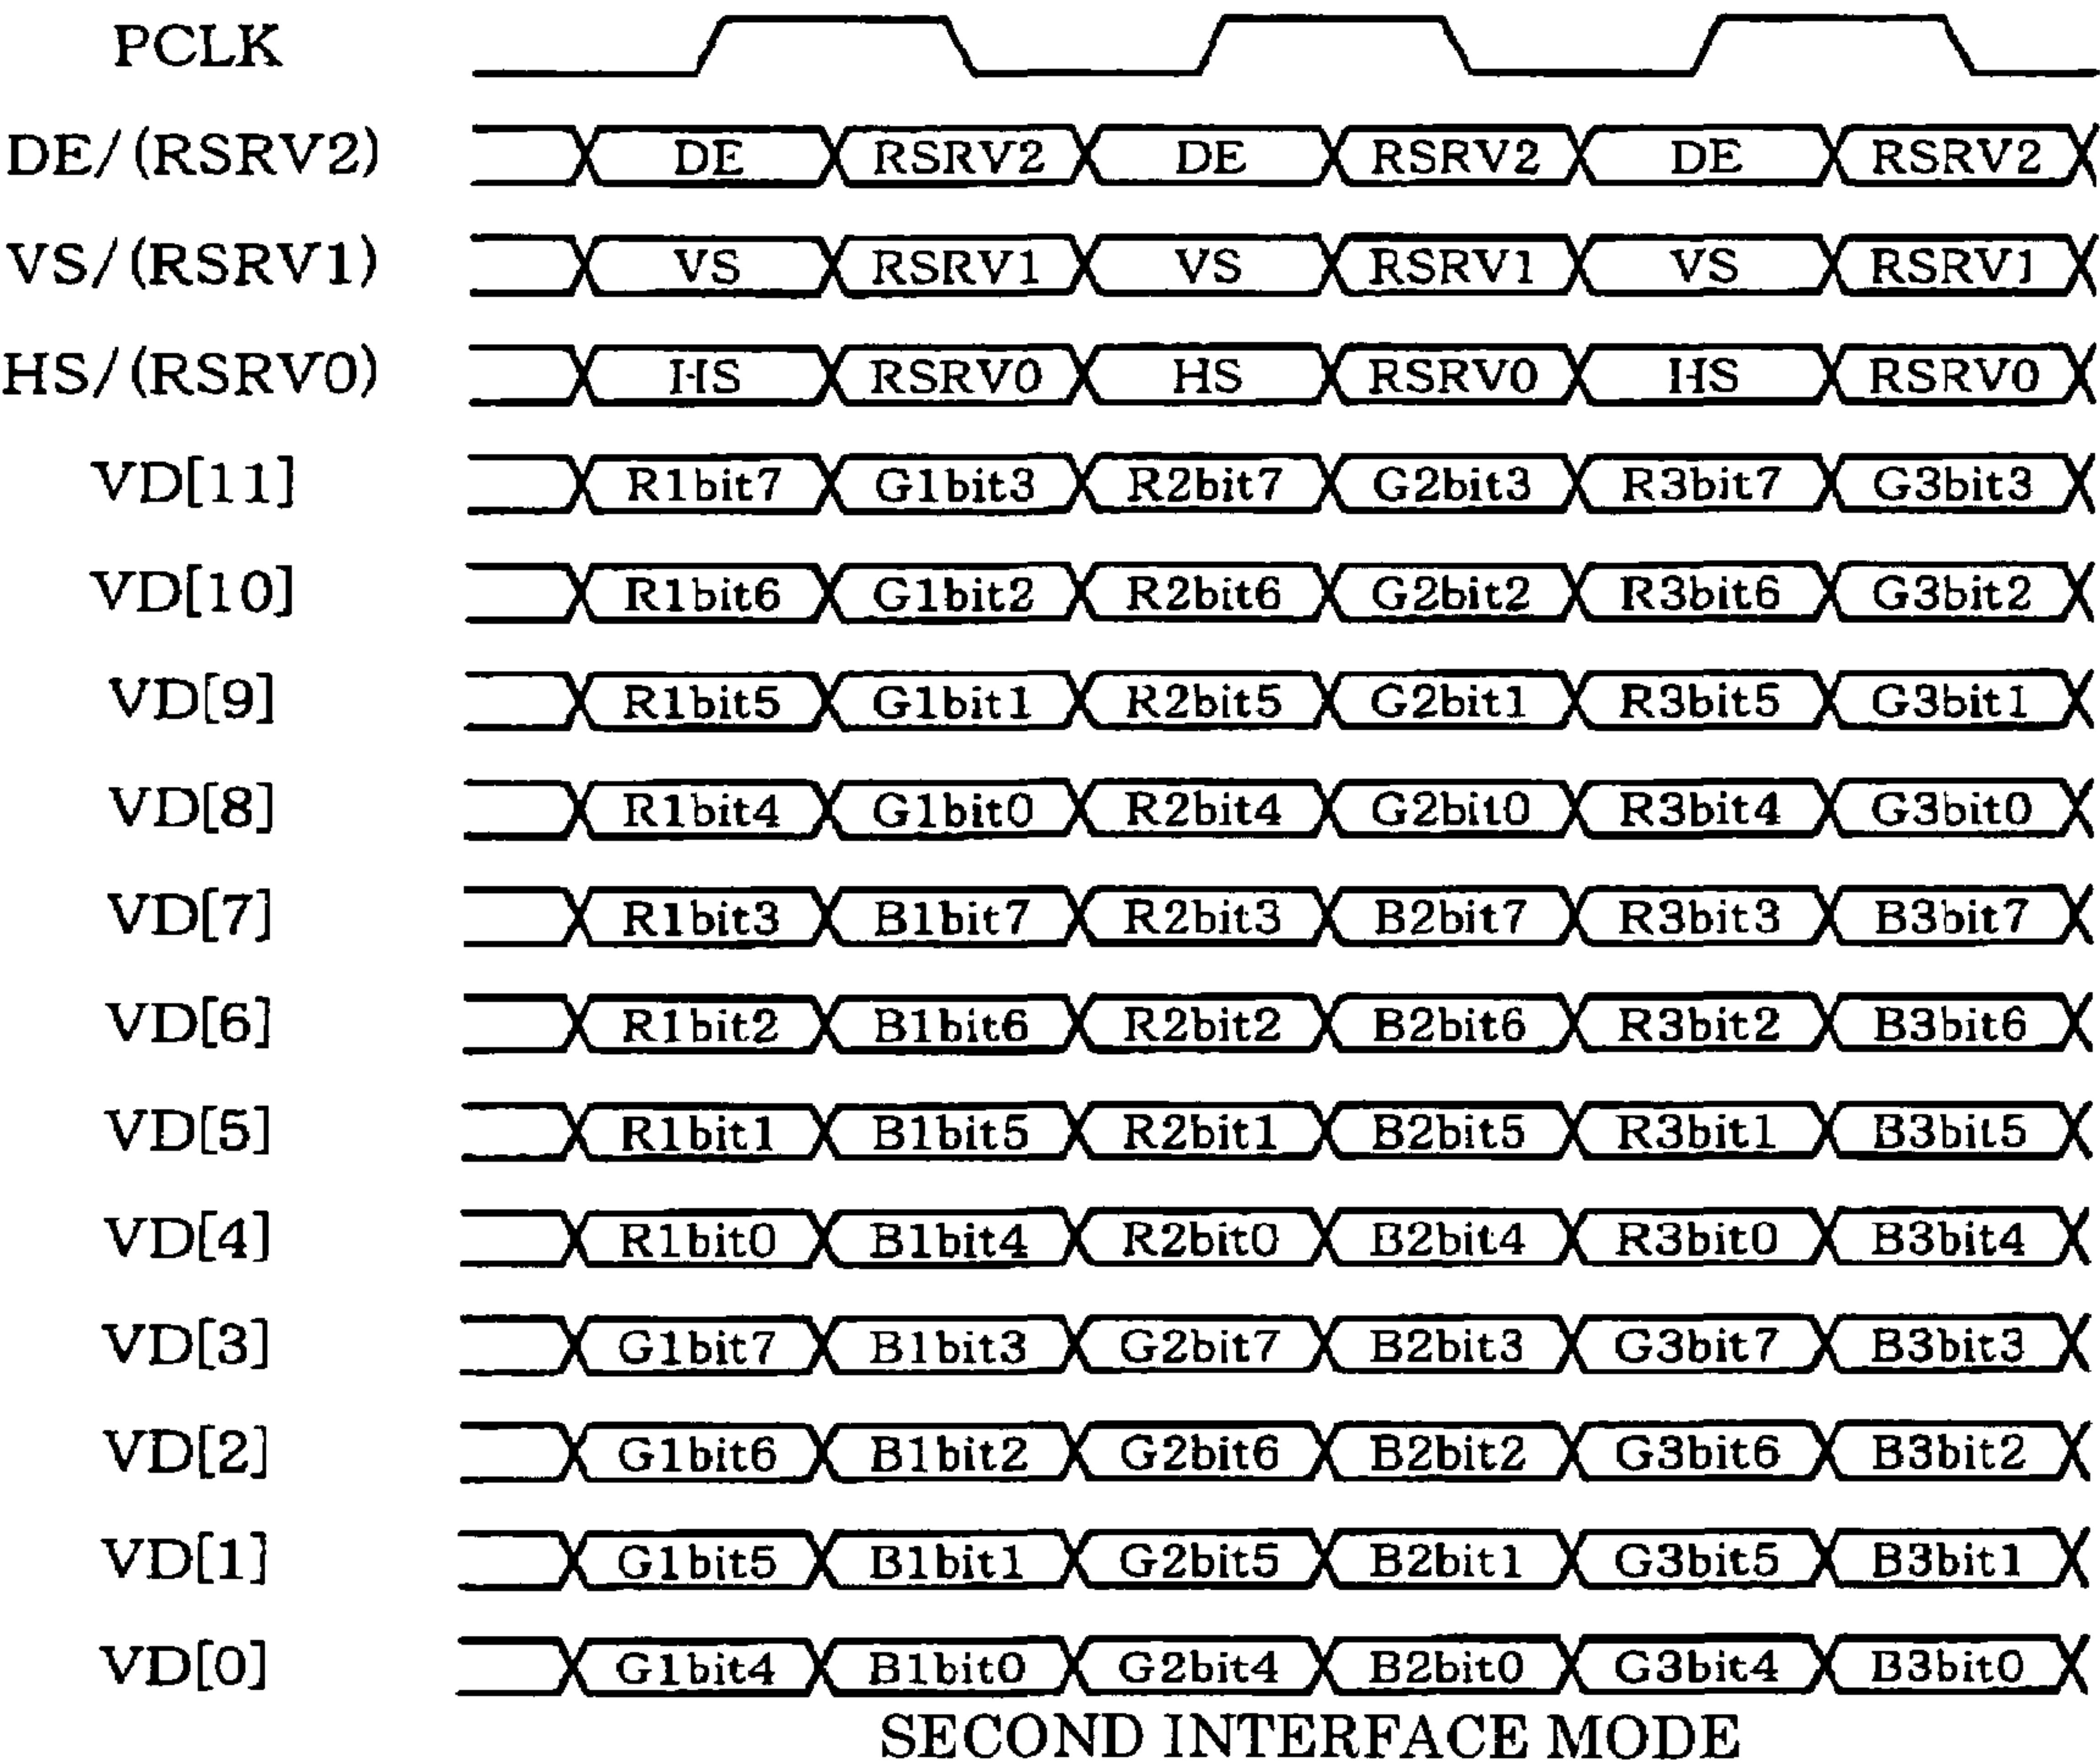 PCLK
DE/(RSRV2) DE RSRV2 DE RSRV2 DE RSRV2
VS/(RSRV1) VS RSRV1 VS RSRV1 VS RSRV1
HS/(RSRV0) HS RSRV0 HS RSRV0 HS RSRV0
VD[11] R1bit7 G1bit3 R2bit7 G2bit3 R3bit7 G3bit3
VD[10] R1bit6 G1bit2 R2bit6 G2bit2 R3bit6 G3bit2
VD[9] R1bit5 G1bit1 R2bit5 G2bit1 R3bit5 G3bit1
VD[8] R1bit4 G1bit0 R2bit4 G2bit0 R3bit4 G3bit0
VD[7] R1bit3 B1bit7 R2bit3 B2bit7 R3bit3 B3bit7
VD[6] R1bit2 B1bit6 R2bit2 B2bit6 R3bit2 B3bit6
VD[5] R1bit1 B1bit5 R2bit1 B2bit5 R3bit1 B3bit5
VD[4] R1bit0 B1bit4 R2bit0 B2bit4 R3bit0 B3bit4
VD[3] G1bit7 B1bit3 G2bit7 B2bit3 G3bit7 B3bit3
VD[2] G1bit6 B1bit2 G2bit6 B2bit2 G3bit6 B3bit2
VD[1] G1bit5 B1bit1 G2bit5 B2bit1 G3bit5 B3bit1
VD[0] G1bit4 B1bit0 G2bit4 B2bit0 G3bit4 B3bit0
SECOND INTERFACE MODE